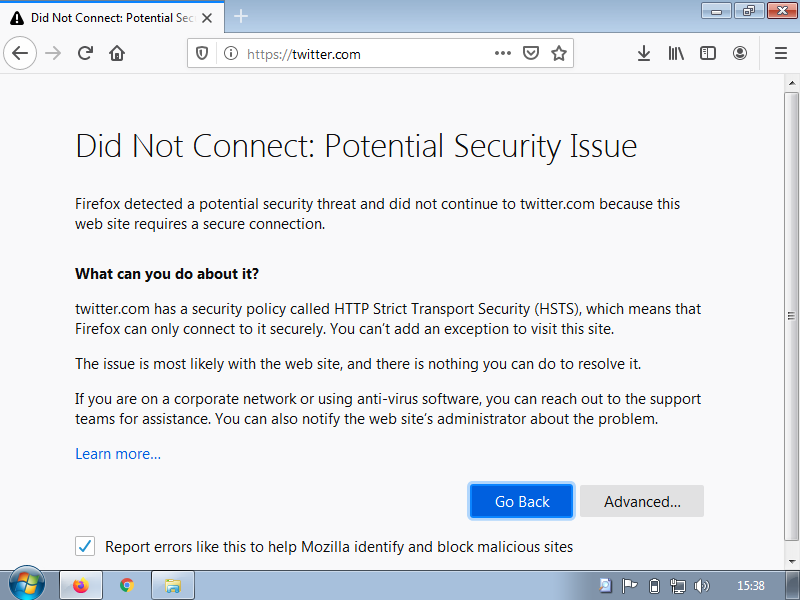 Did Not Connect: Potential Sec
https://twitter.com
Did Not Connect: Potential Security Issue
Firefox detected a potential security threat and did not continue to twitter.com because this
web site requires a secure connection.
What can you do about it?
twitter.com has a security policy called HTTP Strict Transport Security (HSTS), which means that
Firefox can only connect to it securely. You can’t add an exception to visit this site.
The issue is most likely with the web site, and there is nothing you can do to resolve it.
If you are on a corporate network or using anti-virus software, you can reach out to the support
teams for assistance. You can also notify the web site’s administrator about the problem.
Learn more…
Go Back
Advanced...
Report errors like this to help Mozilla identify and block malicious sites
15:38